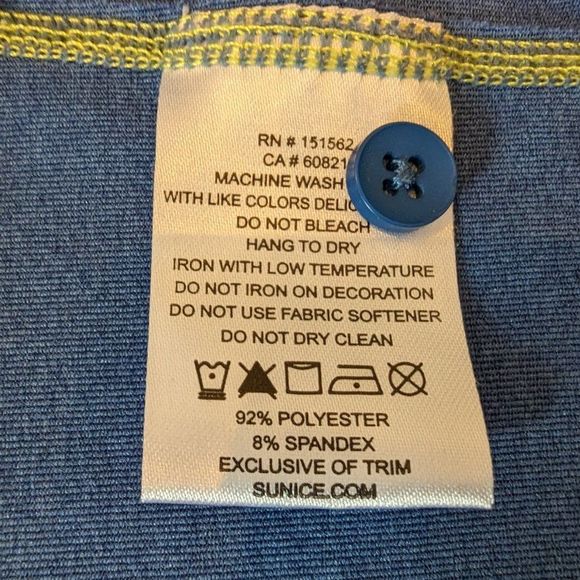 RN # 151562
CA # 60821
MACHINE WASH
WITH LIKE COLORS
DO NOT BLEACH
HANG TO DRY
IRON WITH LOW TEMPERATURE
DO NOT IRON ON DECORATION
DO NOT USE FABRIC SOFTENER
DO NOT DRY CLEAN
92% POLYESTER
8% SPANDEX
EXCLUSIVE OF TRIM
SUNICE.COM